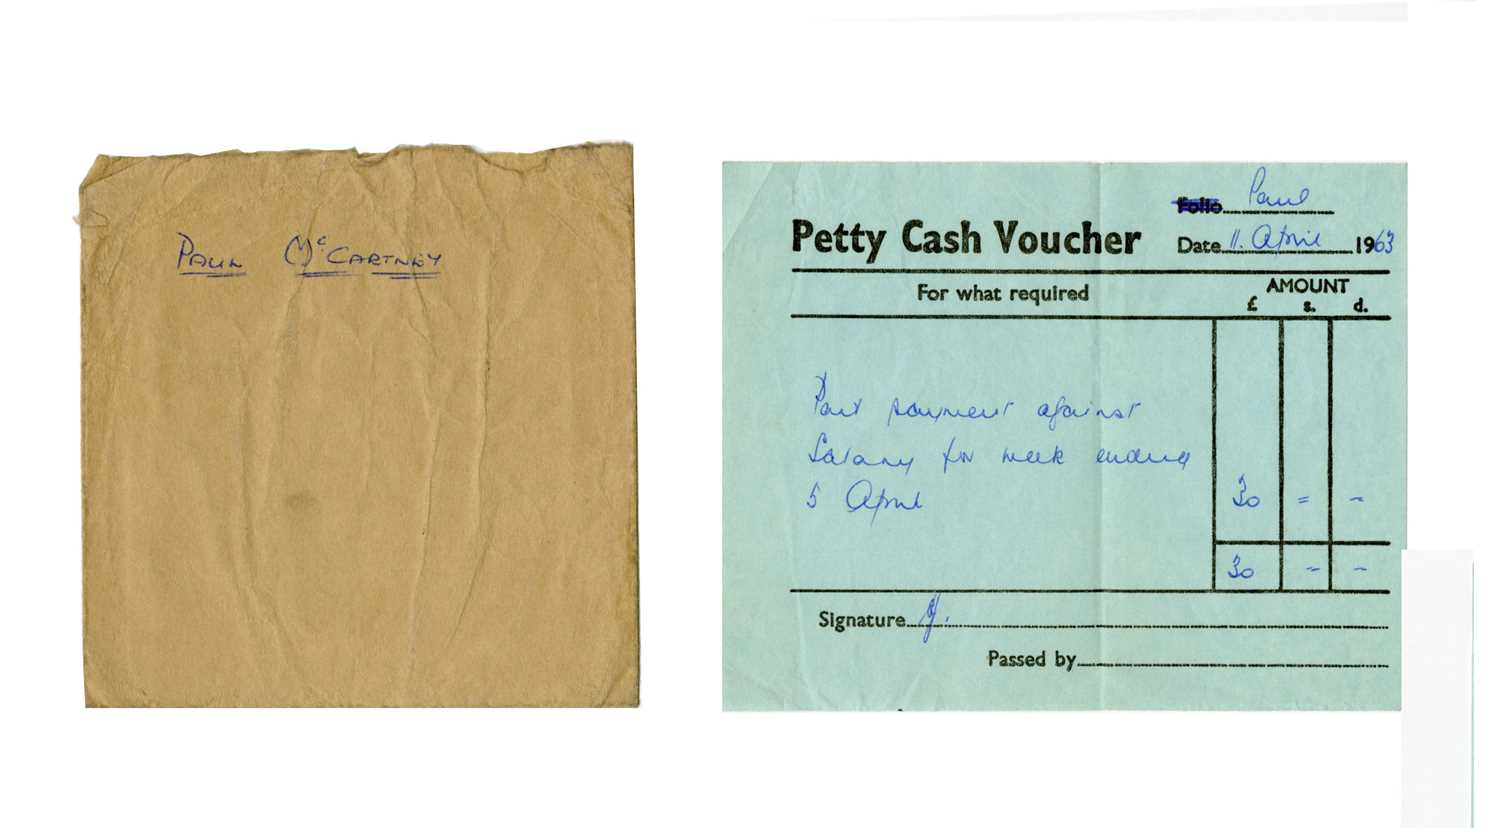 Paul McCartney
Folio Paul
Petty Cash Voucher
Date 11. April 1963
For what required
AMOUNT
£ s. d.
Part payment against
Salary for week ending
5 April 30 = -
30 - -
Signature
Passed by